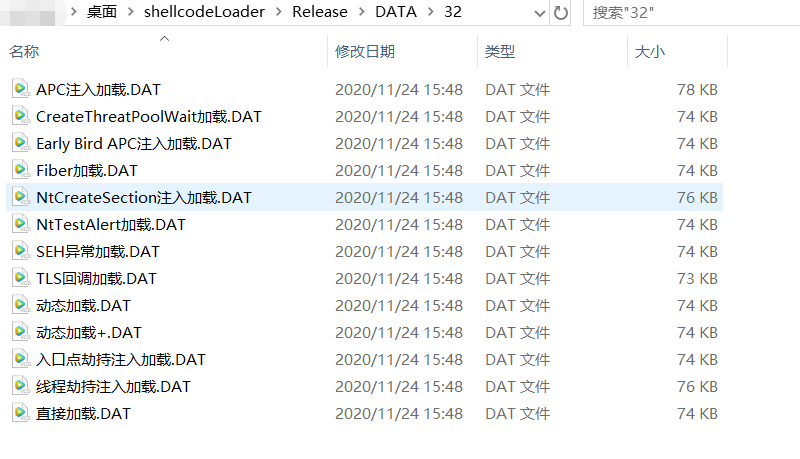 桌面 > shellcodeLoader > Release > DATA > 32 搜索"32"
名称 修改日期 类型 大小
APC注入加载.DAT 2020/11/24 15:48 DAT 文件 78 KB
CreateThreatPoolWait加载.DAT 2020/11/24 15:48 DAT 文件 74 KB
Early Bird APC注入加载.DAT 2020/11/24 15:48 DAT 文件 74 KB
Fiber加载.DAT 2020/11/24 15:48 DAT 文件 74 KB
NtCreateSection注入加载.DAT 2020/11/24 15:48 DAT 文件 76 KB
NtTestAlert加载.DAT 2020/11/24 15:48 DAT 文件 74 KB
SEH异常加载.DAT 2020/11/24 15:48 DAT 文件 74 KB
TLS回调加载.DAT 2020/11/24 15:48 DAT 文件 73 KB
动态加载.DAT 2020/11/24 15:48 DAT 文件 74 KB
动态加载+.DAT 2020/11/24 15:48 DAT 文件 74 KB
入口点劫持注入加载.DAT 2020/11/24 15:48 DAT 文件 74 KB
线程劫持注入加载.DAT 2020/11/24 15:48 DAT 文件 76 KB
直接加载.DAT 2020/11/24 15:48 DAT 文件 74 KB